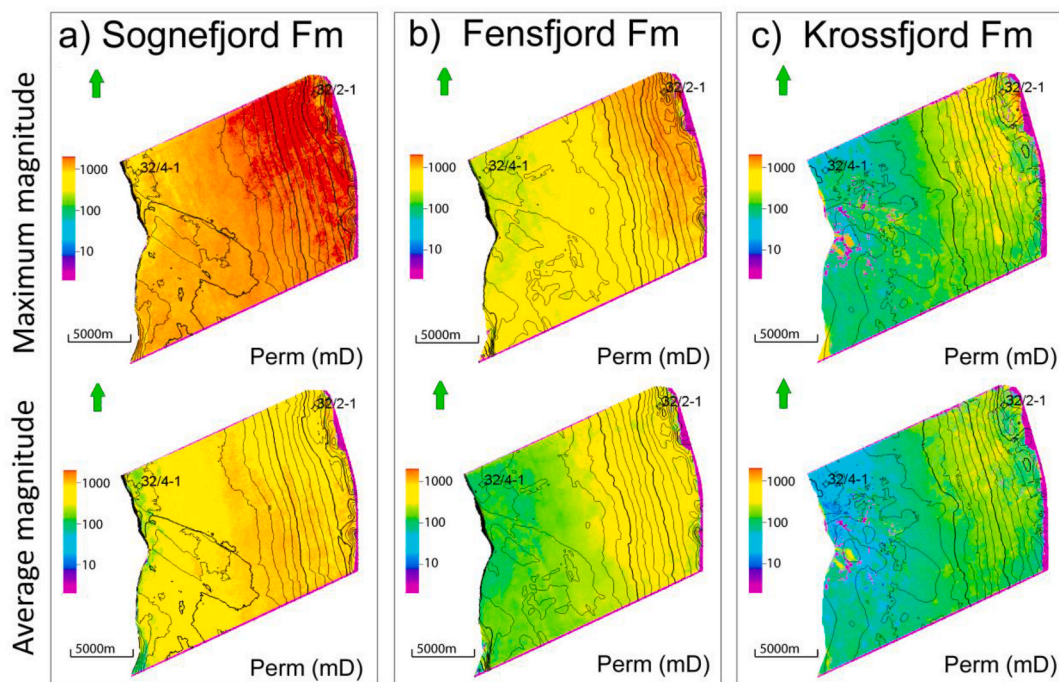 a) Sognefjord Fm
b) Fensfjord Fm
c) Krossfjord Fm
Maximum magnitude
32/2-1
32/4-1
1000
100
10
5000m
Perm (mD)
32/2-1
32/4-1
1000
100
10
5000m
Perm (mD)
32/2-1
32/4-1
1000
100
10
5000m
Perm (mD)
Average magnitude
32/2-1
32/4-1
1000
100
10
5000m
Perm (mD)
32/2-1
32/4-1
1000
100
10
5000m
Perm (mD)
32/2-1
32/4-1
1000
100
10
5000m
Perm (mD)